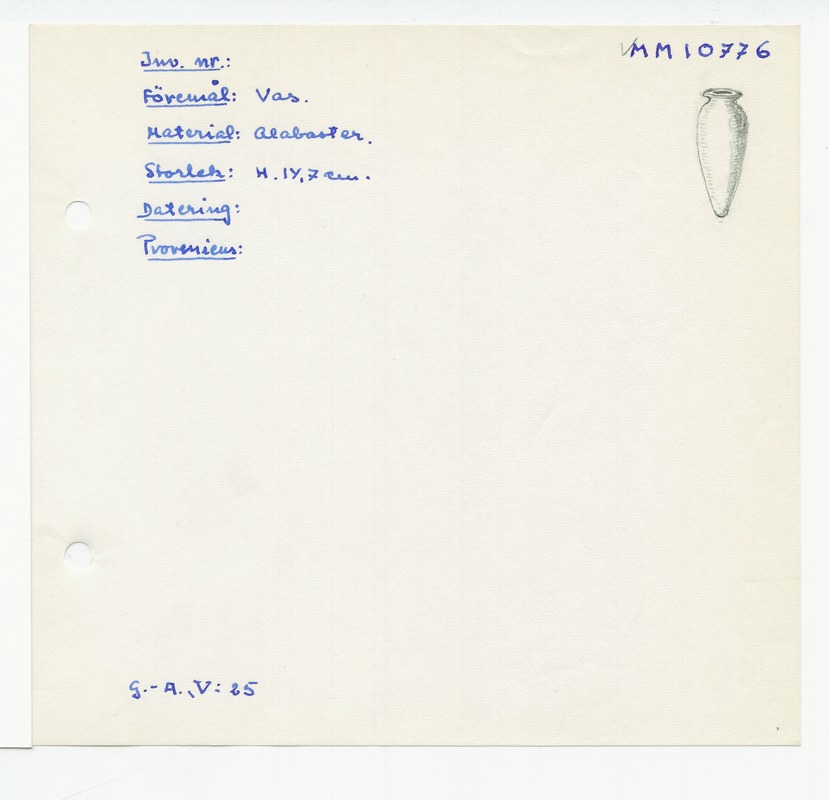 MM 10776
Inv. nr.:
Föremål: Vas.
Material: Alabaster.
Storlek: H. 14,7 cm.
Datering:
Proveniens:
G.-A., V: 25